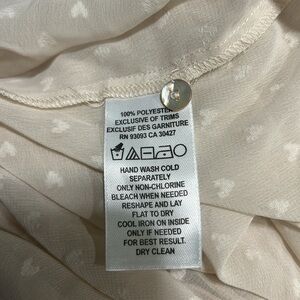 100% POLYESTER
EXCLUSIVE OF TRIMS
EXCLUSIF DES GARNITURE
RN 93093 CA 30427
HAND WASH COLD
SEPARATELY
ONLY NON-CHLORINE
BLEACH WHEN NEEDED
RESHAPE AND LAY
FLAT TO DRY
COOL IRON ON INSIDE
ONLY IF NEEDED
FOR BEST RESULT.
DRY CLEAN